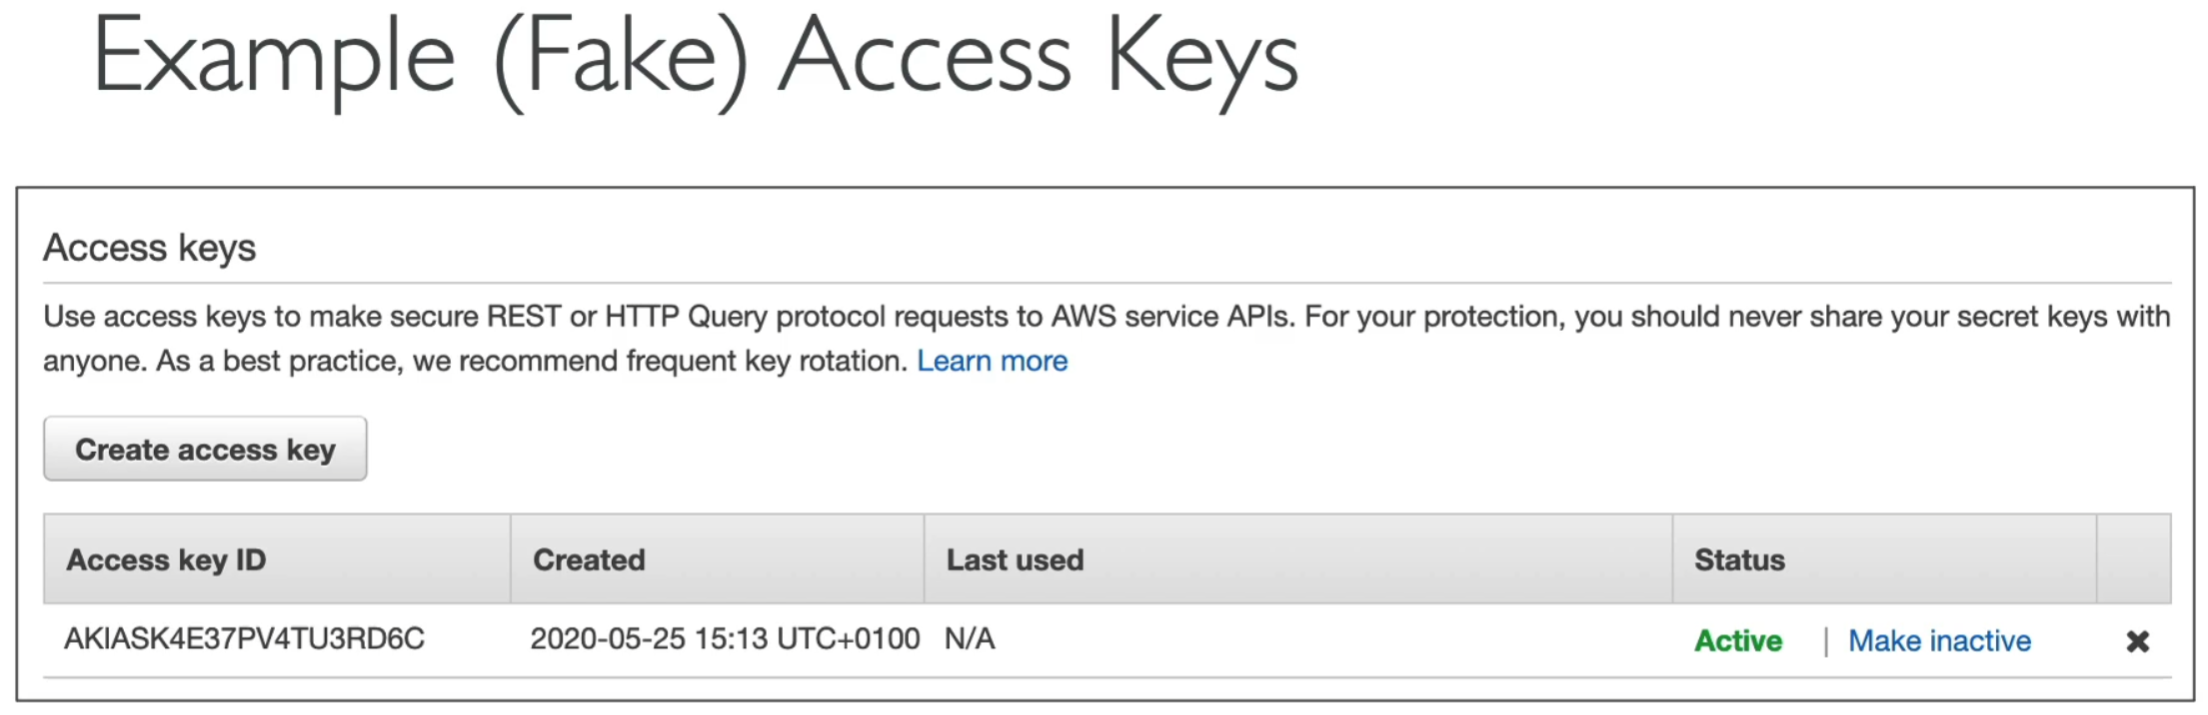 Example (Fake) Access Keys
Access keys
Use access keys to make secure REST or HTTP Query protocol requests to AWS service APIs. For your protection, you should never share your secret keys with
anyone. As a best practice, we recommend frequent key rotation. Learn more
Create access key
Access key ID Created Last used Status
AKIASK4E37PV4TU3RD6C 2020-05-25 15:13 UTC+0100 N/A Active | Make inactive ✖